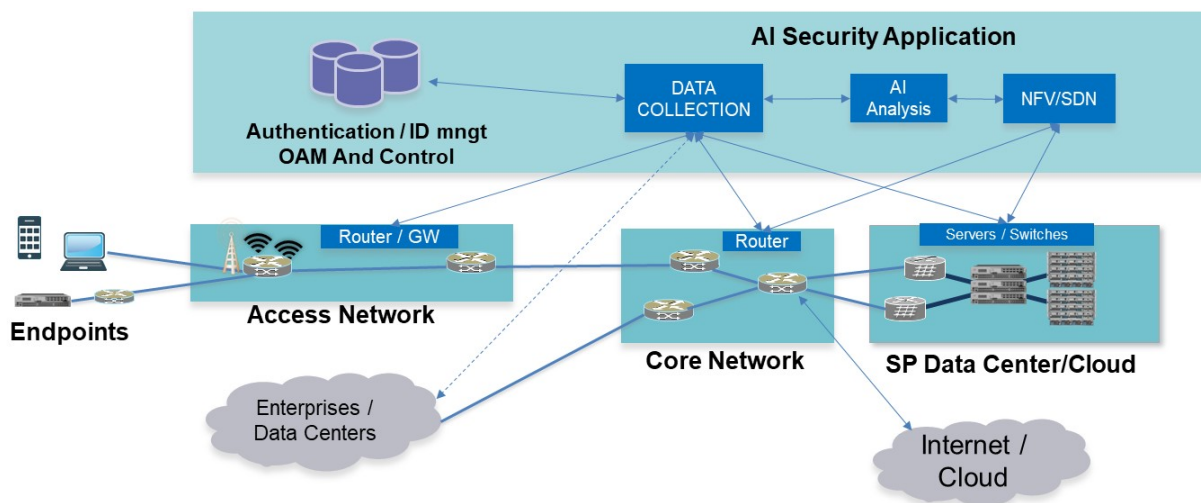 AI Security Application
DATA
COLLECTION
AI
Analysis
NFV/SDN
Authentication / ID mngt
OAM And Control
Router / GW
Router
Servers / Switches
Endpoints
Access Network
Core Network
SP Data Center/Cloud
Enterprises /
Data Centers
Internet /
Cloud